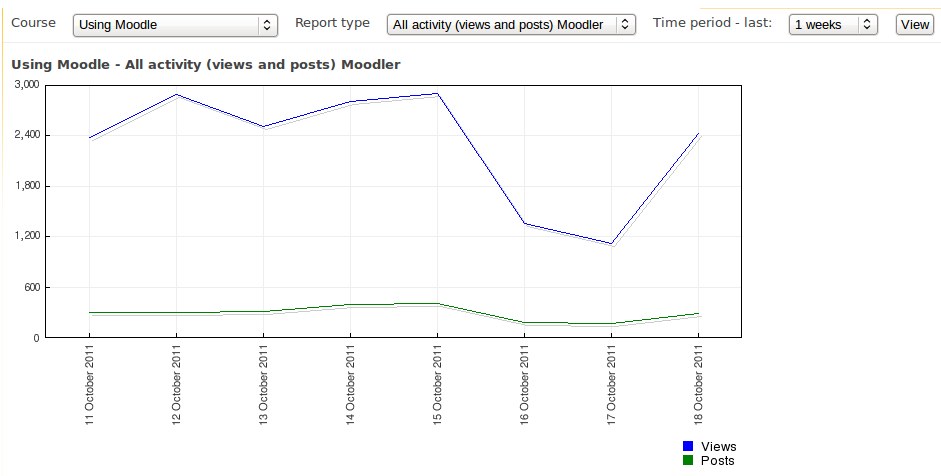 Course Using Moodle Report type All activity (views and posts) Moodler Time period - last: 1 weeks View
Using Moodle - All activity (views and posts) Moodler
3,000
2,400
1,800
1,200
600
0
11 October 2011
12 October 2011
13 October 2011
14 October 2011
15 October 2011
16 October 2011
17 October 2011
18 October 2011
Views
Posts